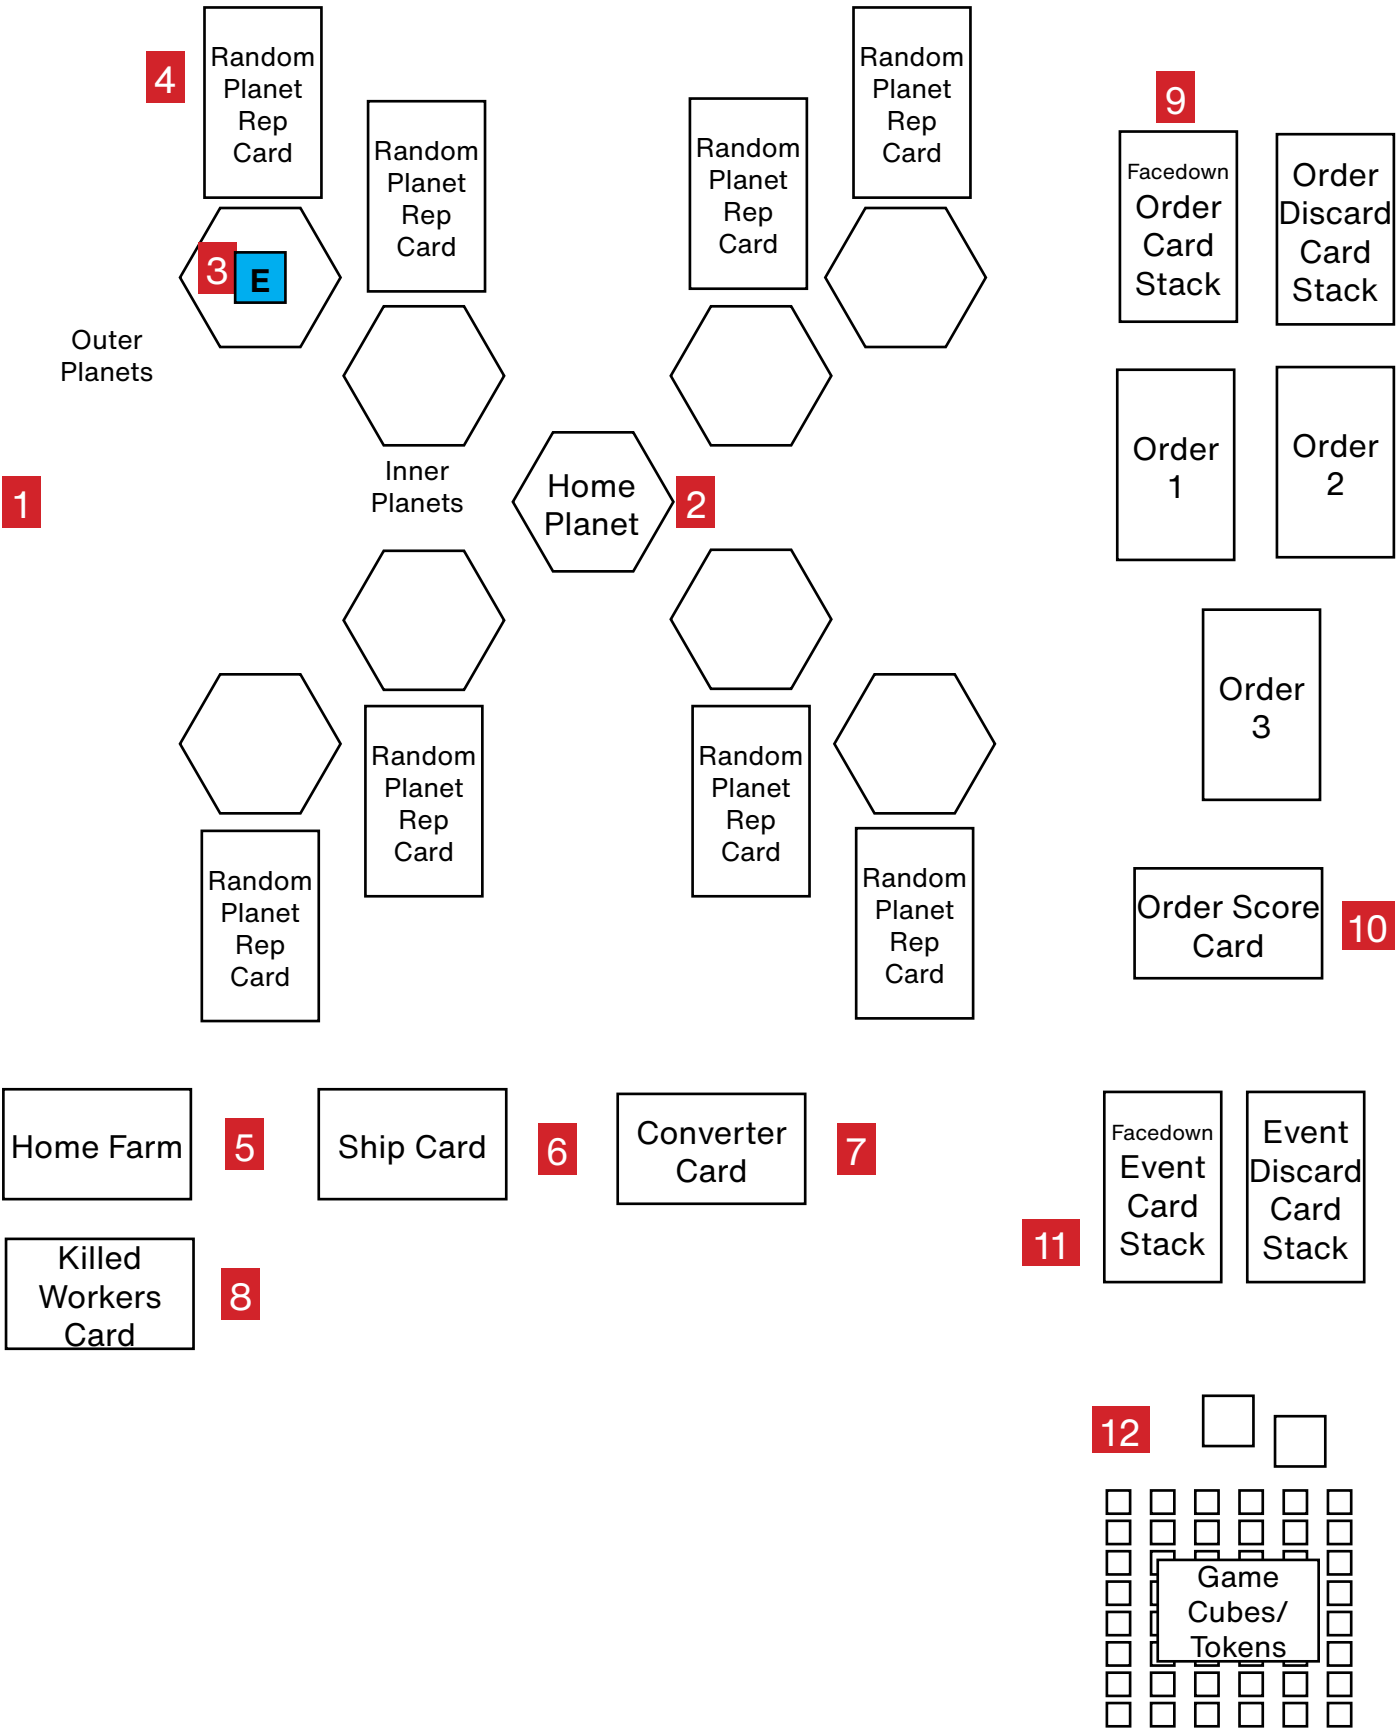 4
Random
Planet
Rep
Card
Random
Planet
Rep
Card
Random
Planet
Rep
Card
Random
Planet
Rep
Card
9
Facedown
Order
Card
Stack
Order
Discard
Card
Stack
3
E
Outer
Planets
Order
1
Order
2
1
Inner
Planets
Home
Planet
2
Order
3
Random
Planet
Rep
Card
Random
Planet
Rep
Card
Random
Planet
Rep
Card
Random
Planet
Rep
Card
Order Score
Card
10
Home Farm
5
Ship Card
6
Converter
Card
7
Facedown
Event
Card
Stack
Event
Discard
Card
Stack
11
Killed
Workers
Card
8
12
Game
Cubes/
Tokens